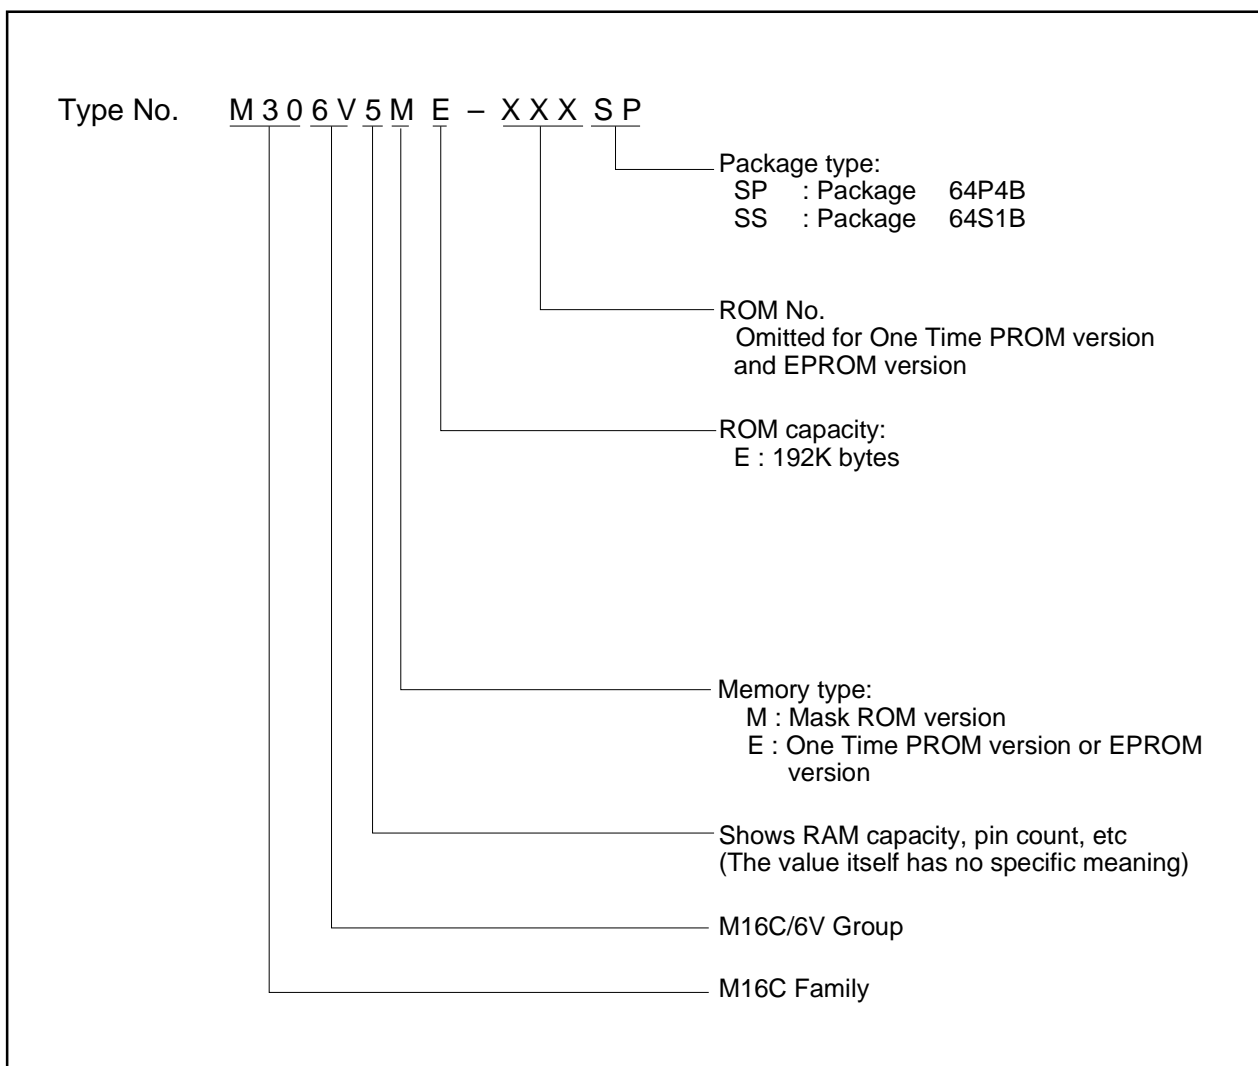 Type No. M 3 0 6 V 5 M E – X X X S P
Package type:
SP : Package 64P4B
SS : Package 64S1B
ROM No.
Omitted for One Time PROM version
and EPROM version
ROM capacity:
E : 192K bytes
Memory type:
M : Mask ROM version
E : One Time PROM version or EPROM
version
Shows RAM capacity, pin count, etc
(The value itself has no specific meaning)
M16C/6V Group
M16C Family